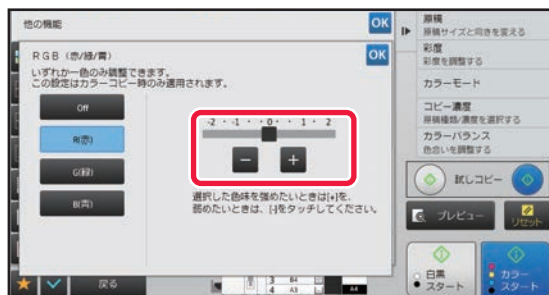 他の機能
OK
RGB (赤/緑/青)
OK
いずれか一色のみ調整できます。
この設定はカラーコピー時のみ適用されます。
Off
R(赤)
G(緑)
B(青)
-2 ・ -1 ・ ・0・ ・ 1 ・ 2
− +
選択した色味を強めたいときは[+]を、
弱めたいときは、[-]をタッチしてください。
戻る
3 B4
4 A3
A4
原稿
原稿サイズと向きを変える
彩度
彩度を調整する
カラーモード
コピー濃度
原稿種類/濃度を選択する
カラーバランス
色合いを調整する
試しコピー
プレビュー
リセット
白黒
スタート
カラー
スタート